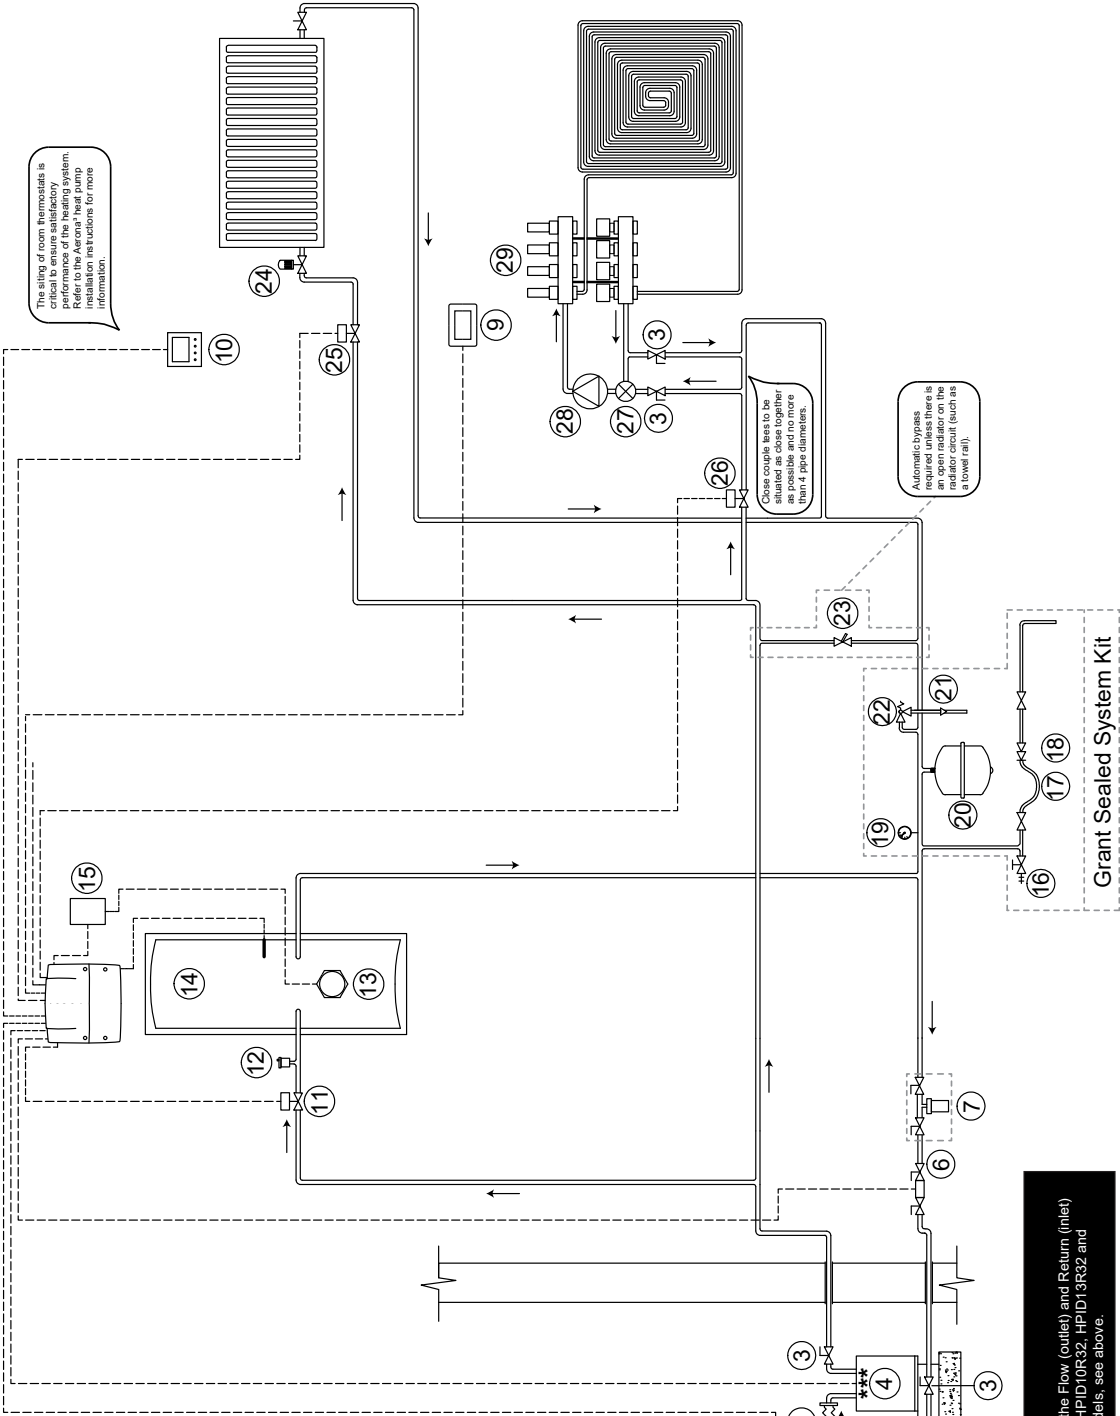 The siting of room thermostats is
critical to ensure satisfactory
performance of the heating system.
Refer to the Aerona³ heat pump
installation instructions for more
information.
10
24
25
9
29
28
27
3
3
26
Close couple tees to be
situated as close together
as possible and no more
than 4 pipe diameters.
Automatic bypass
required unless there is
an open radiator on the
radiator circuit (such as
a towel rail).
23
15
14
13
12
11
22
21
19
20
18
17
16
Grant Sealed System Kit
7
6
3
4
***
3
the Flow (outlet) and Return (inlet)
HPID10R32, HPID13R32 and
dels, see above.